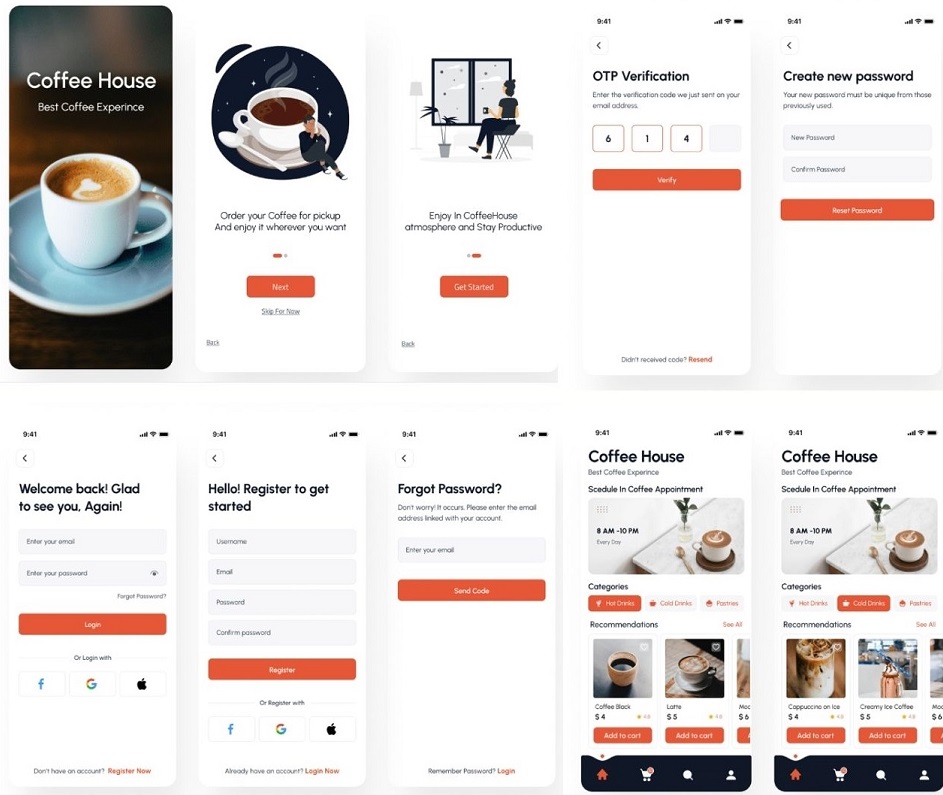 Coffee House
Best Coffee Experince
Order your Coffee for pickup
And enjoy it wherever you want
Next
Skip For Now
Back
Enjoy In CoffeeHouse
atmosphere and Stay Productive
Get Started
Back
9:41
OTP Verification
Enter the verification code we just sent on your
email address.
6 1 4
Verify
Didn't received code? Resend
9:41
Create new password
Your new password must be unique from those
previously used.
New Password
Confirm Password
Reset Password
9:41
Welcome back! Glad
to see you, Again!
Enter your email
Enter your password
Forgot Password?
Login
Or Login with
Don't have an account? Register Now
9:41
Hello! Register to get
started
Username
Email
Password
Confirm password
Register
Or Register with
Already have an account? Login Now
9:41
Forgot Password?
Don't worry! It occurs. Please enter the email
address linked with your account.
Enter your email
Send Code
Remember Password? Login
9:41
Coffee House
Best Coffee Experince
Scedule In Coffee Appointment
8 AM -10 PM
Every Day
Categories
Hot Drinks Cold Drinks Pastries
Recommendations See All
Coffee Black Latte
$ 4 4.8 $ 5 4.8 $ 6
Add to cart Add to cart
9:41
Coffee House
Best Coffee Experince
Scedule In Coffee Appointment
8 AM -10 PM
Every Day
Categories
Hot Drinks Cold Drinks Pastries
Recommendations See All
Cappuccino on Ice Creamy Ice Coffee
$ 4 4.8 $ 5 4.8 $ 6
Add to cart Add to cart